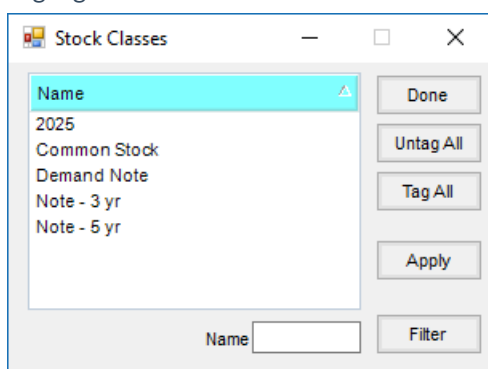 Stock Classes
Name
2025
Common Stock
Demand Note
Note - 3 yr
Note - 5 yr
Done
Untag All
Tag All
Apply
Name
Filter